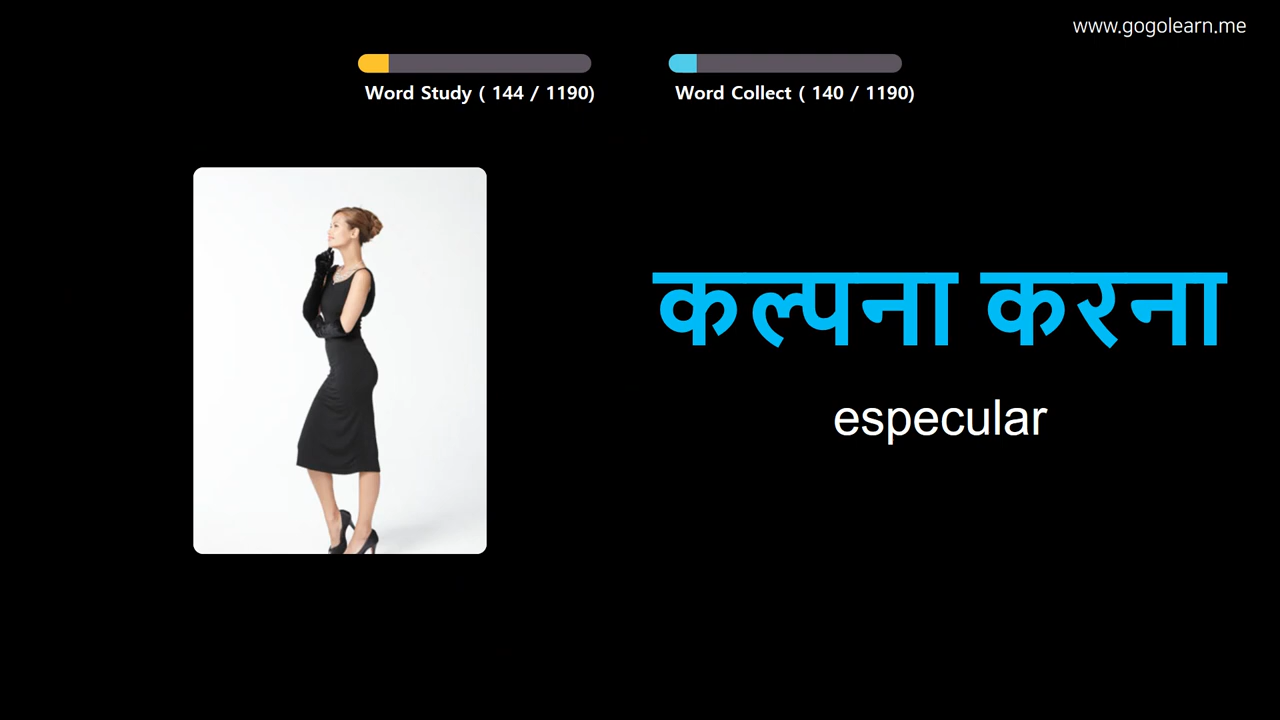 www.gogolearn.me
Word Study ( 144 / 1190)
Word Collect ( 140 / 1190)
कल्पना करना
especular